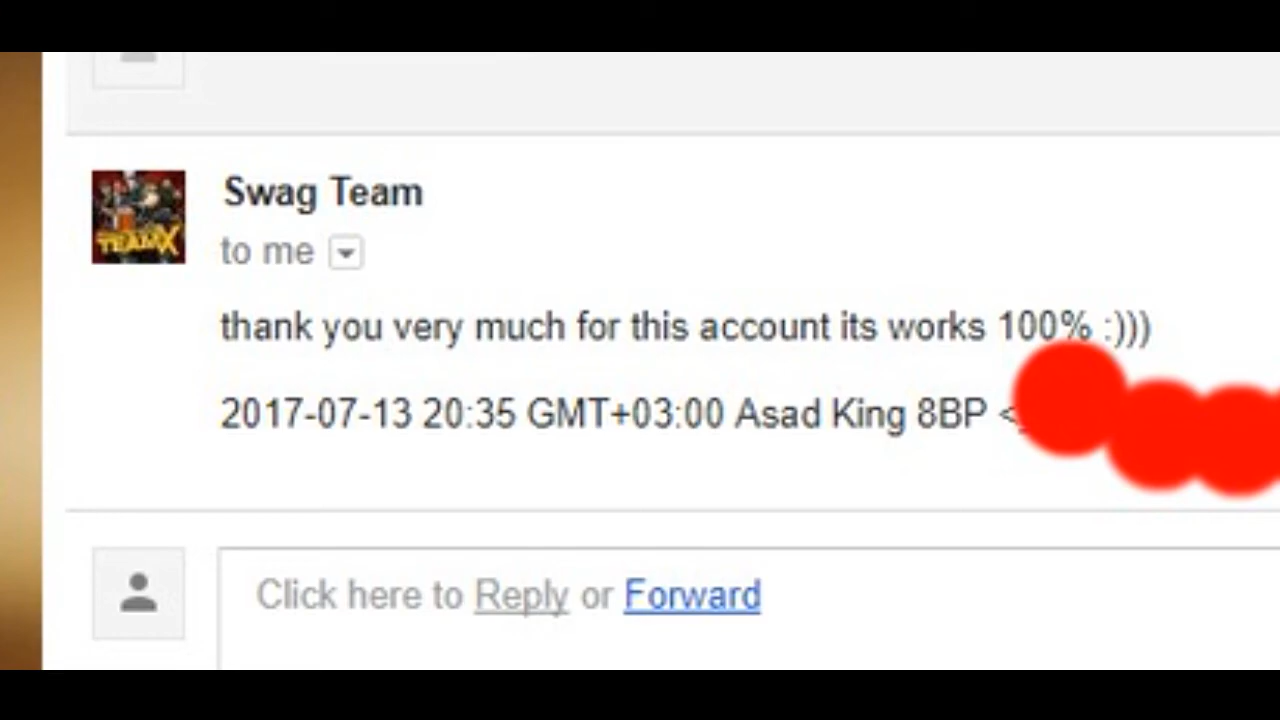 Swag Team
TEAMX
to me
thank you very much for this account its works 100% :)))
2017-07-13 20:35 GMT+03:00 Asad King 8BP <
Click here to Reply or Forward